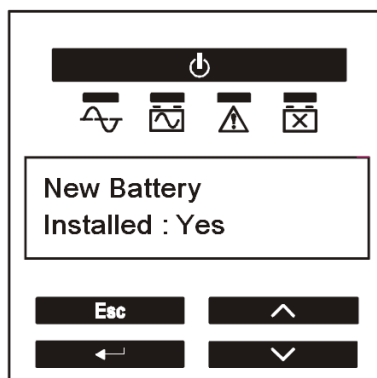 New Battery
Installed : Yes
Esc